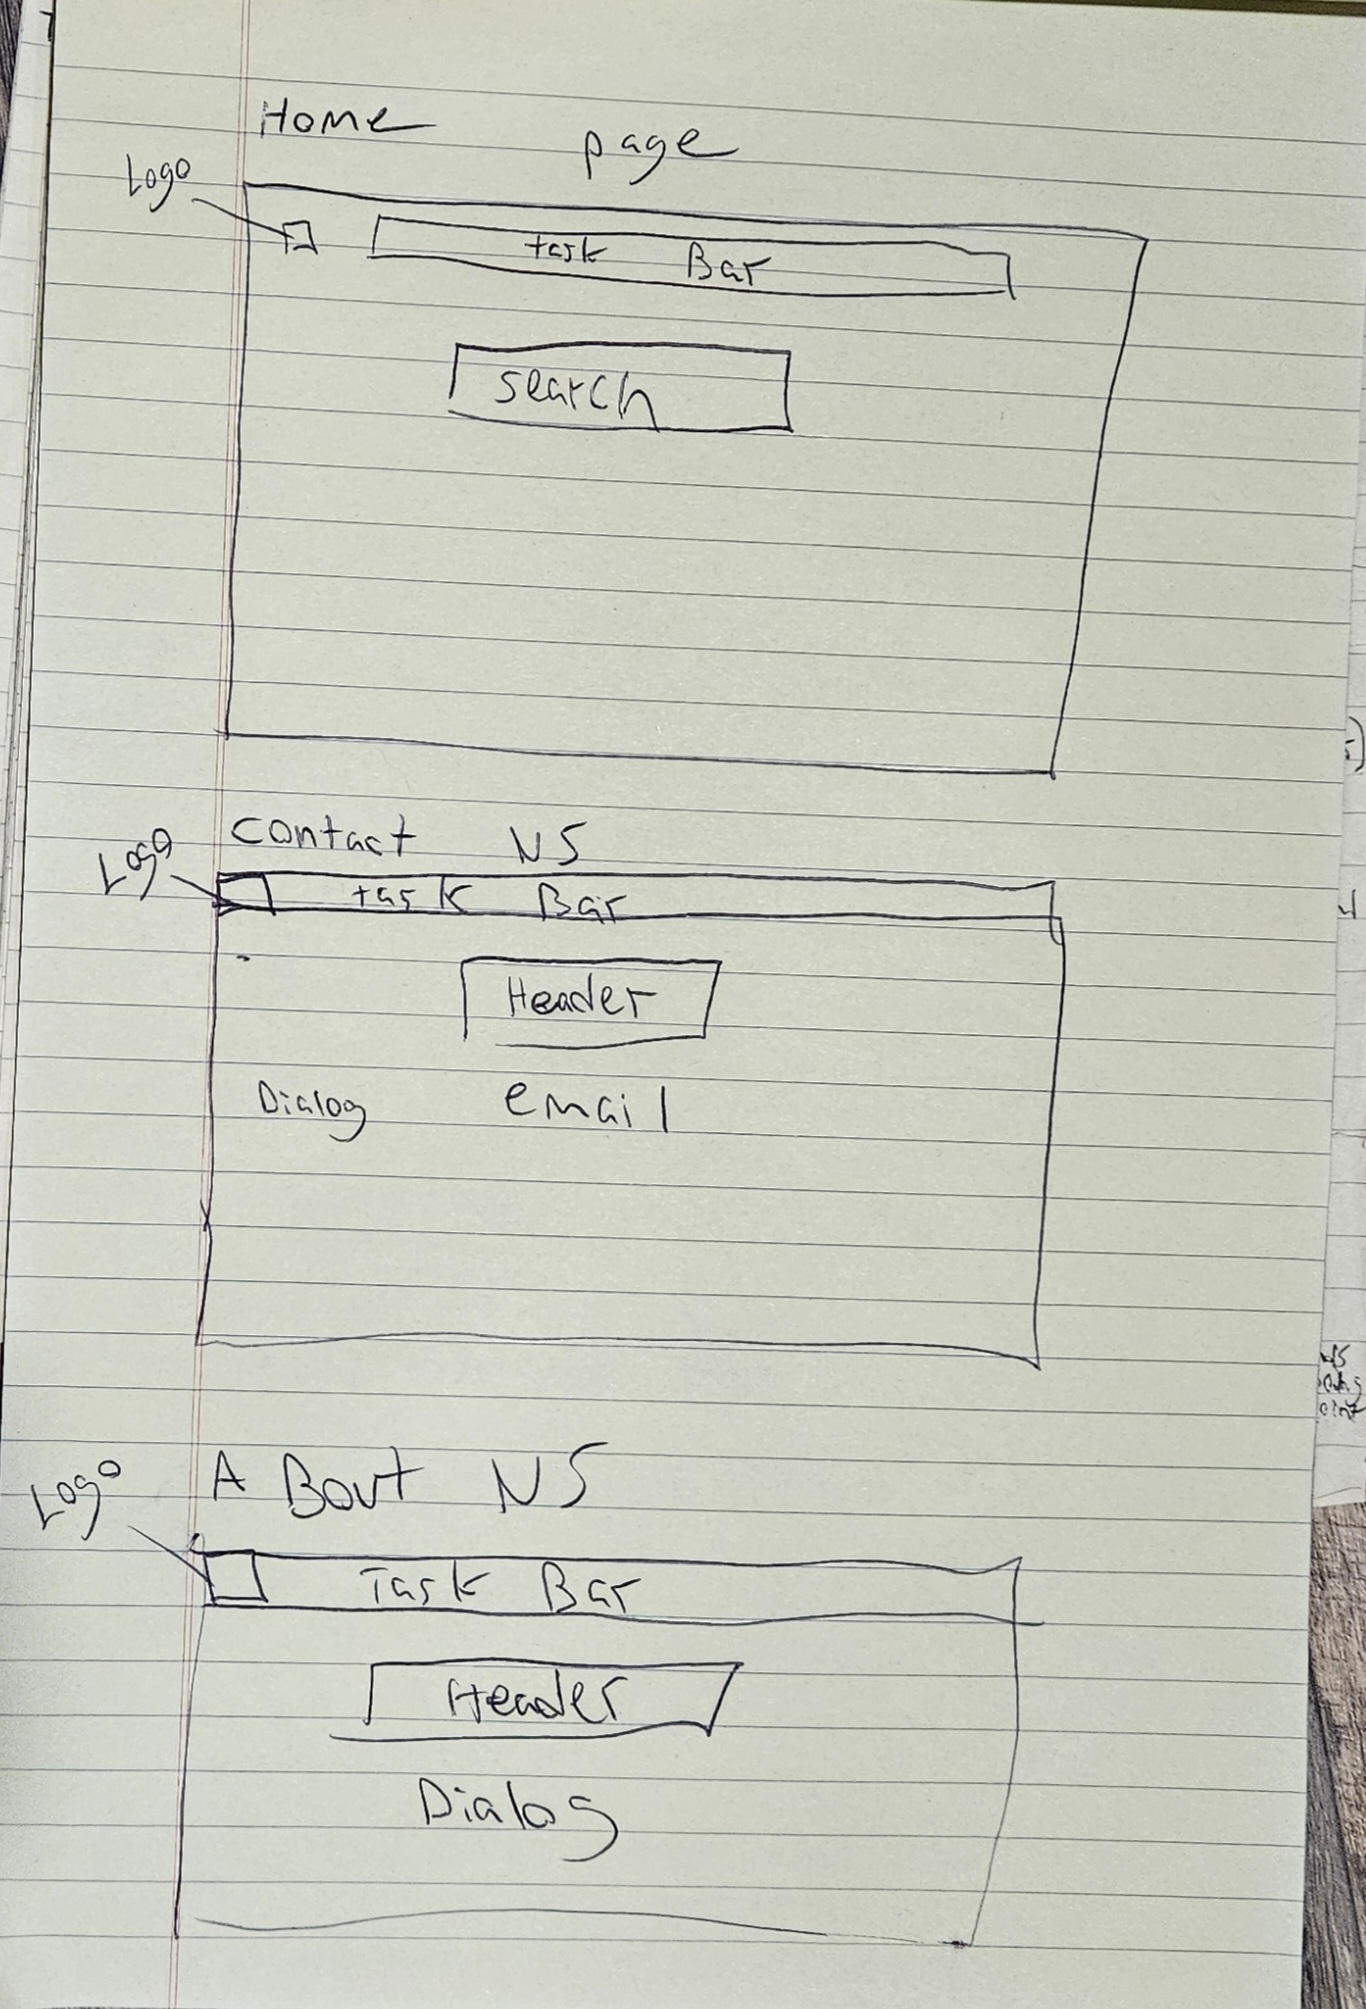 Home page
Logo
task Bar
search
contact US
Logo
task Bar
Header
Dialog email
A Bout US
Logo
Task Bar
Header
Dialog